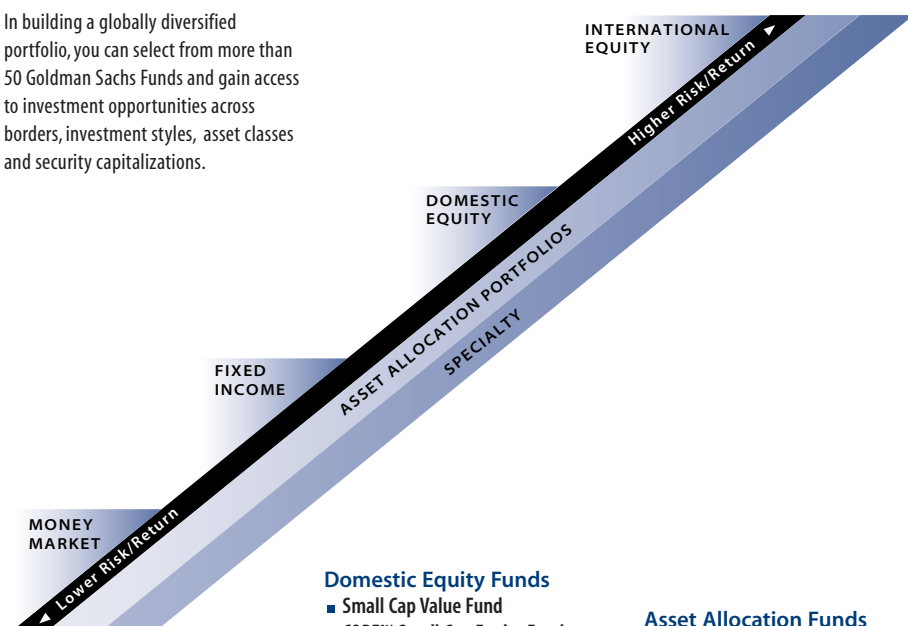 In building a globally diversified
portfolio, you can select from more than
50 Goldman Sachs Funds and gain access
to investment opportunities across
borders, investment styles, asset classes
and security capitalizations.
INTERNATIONAL
EQUITY
Higher Risk/Return ▶
DOMESTIC
EQUITY
ASSET ALLOCATION PORTFOLIOS
SPECIALTY
FIXED
INCOME
MONEY
MARKET
◀ Lower Risk/Return
Domestic Equity Funds
■ Small Cap Value Fund
Asset Allocation Funds